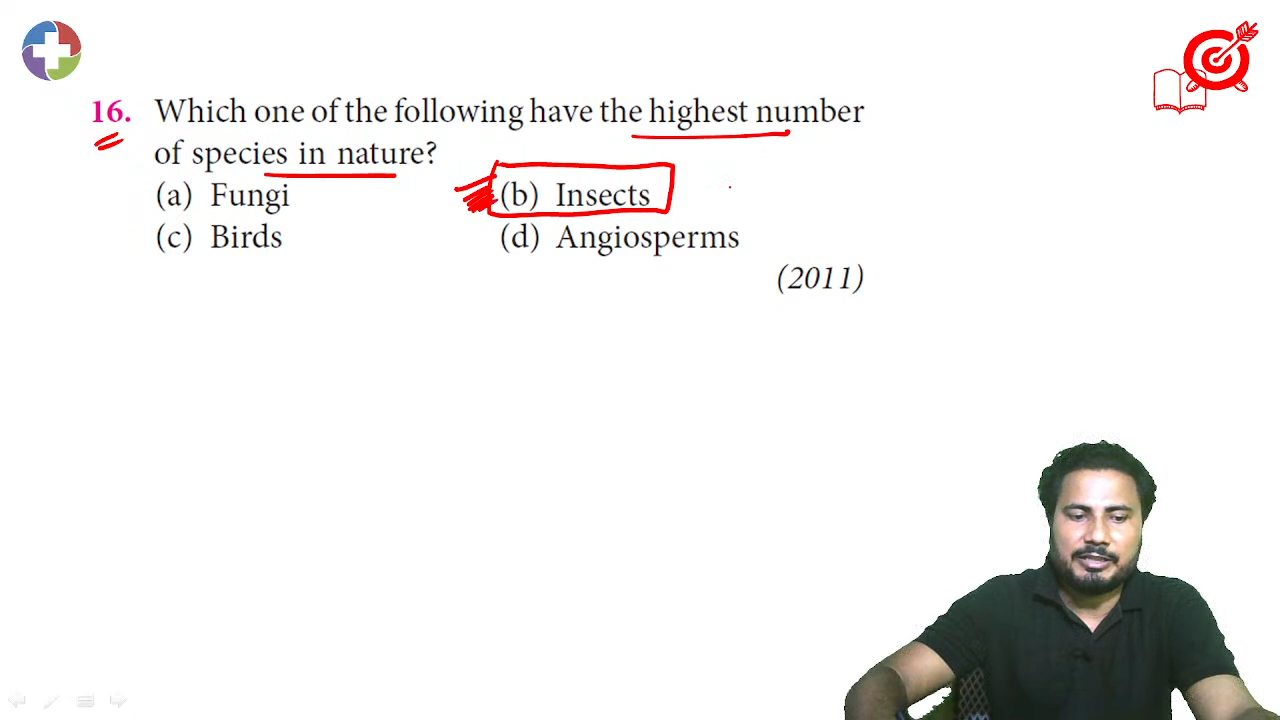 16. Which one of the following have the highest number
of species in nature?
(a) Fungi (b) Insects
(c) Birds (d) Angiosperms
(2011)